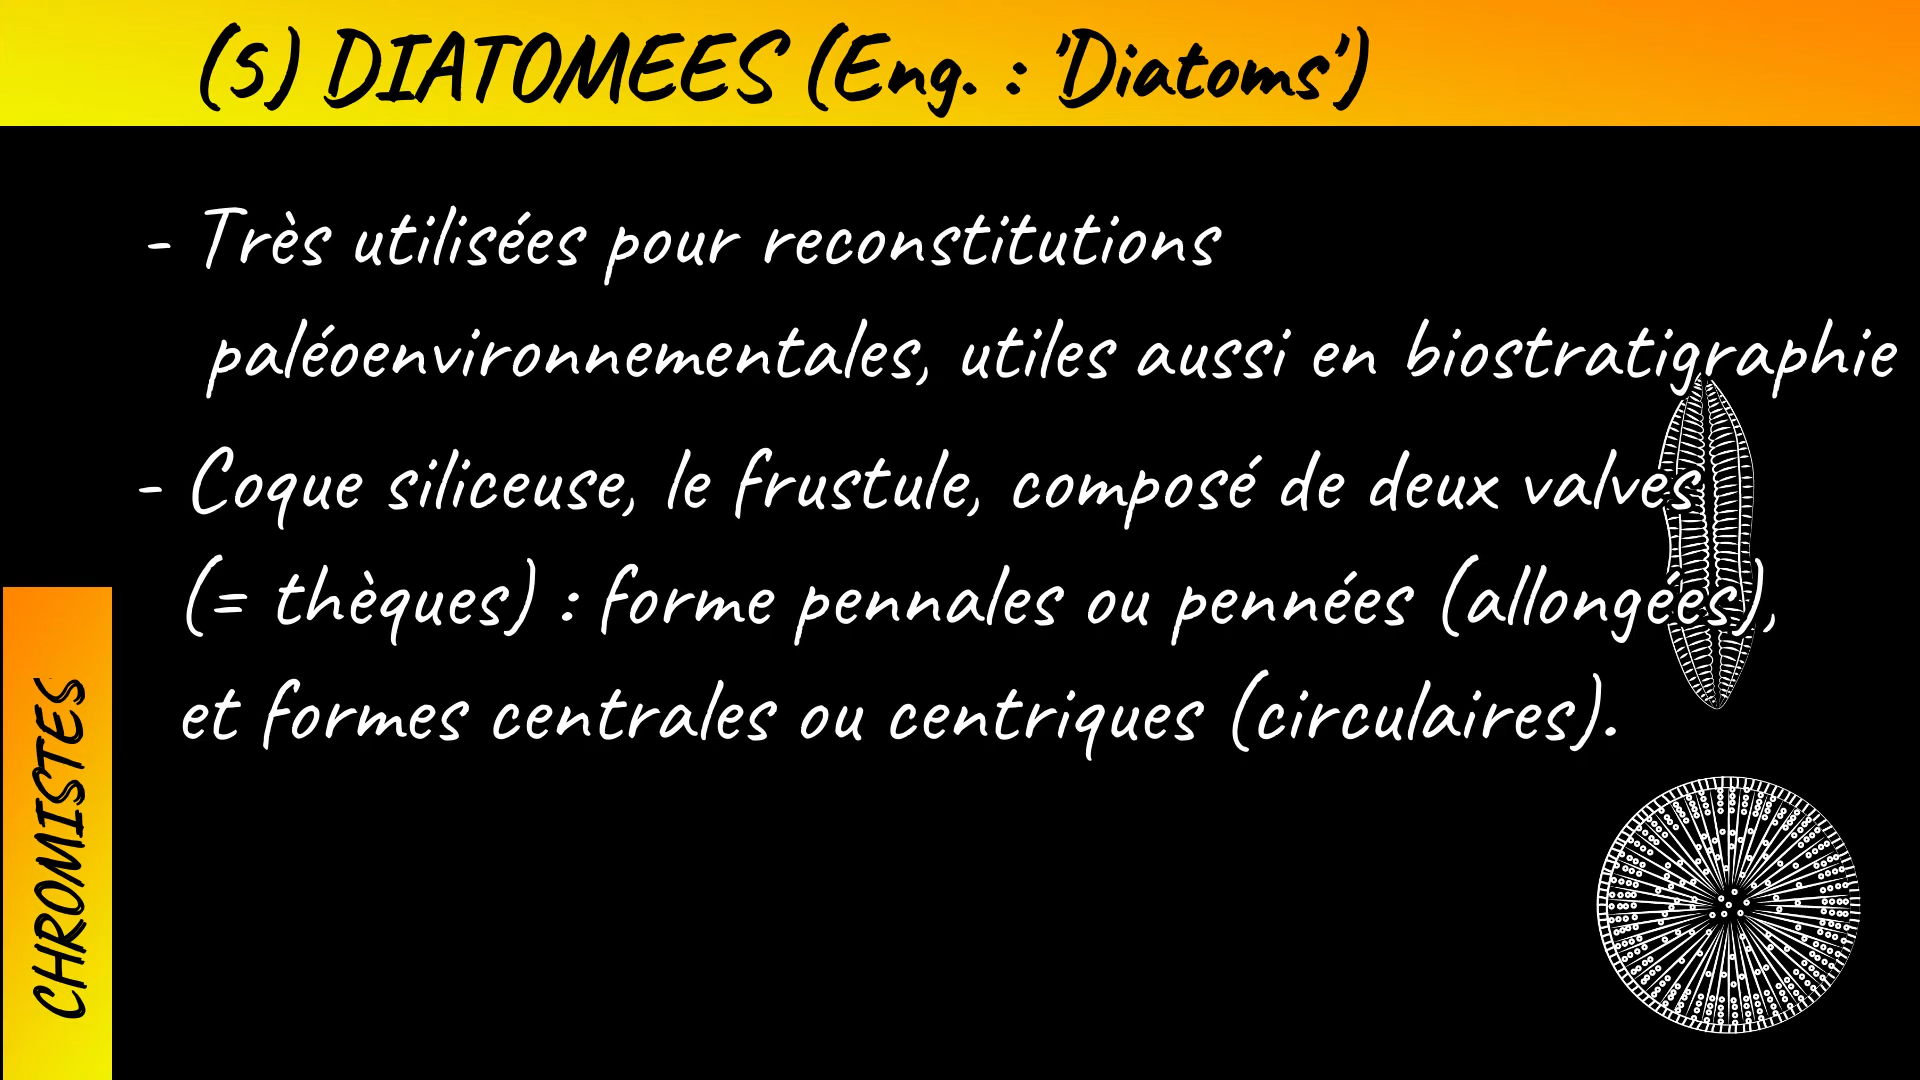 (S) DIATOMEES (Eng. : 'Diatoms')
- Très utilisées pour reconstitutions
paléoenvironnementales, utiles aussi en biostratigraphie
- Coque siliceuse, le frustule, composé de deux valves
(= thèques) : forme pennales ou pennées (allongées),
et formes centrales ou centriques (circulaires).
CHROMISTES